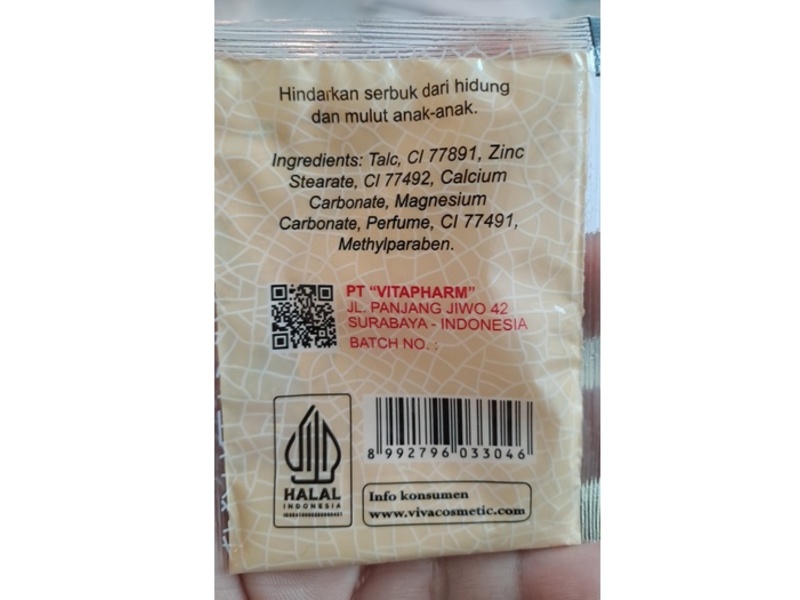 Hindarkan serbuk dari hidung
dan mulut anak-anak.
Ingredients: Talc, CI 77891, Zinc
Stearate, CI 77492, Calcium
Carbonate, Magnesium
Carbonate, Perfume, CI 77491,
Methylparaben.
PT "VITAPHARM"
JL. PANJANG JIWO 42
SURABAYA - INDONESIA
BATCH NO. :
8 992796 033046
HALAL
INDONESIA
Info konsumen
www.vivacosmetic.com